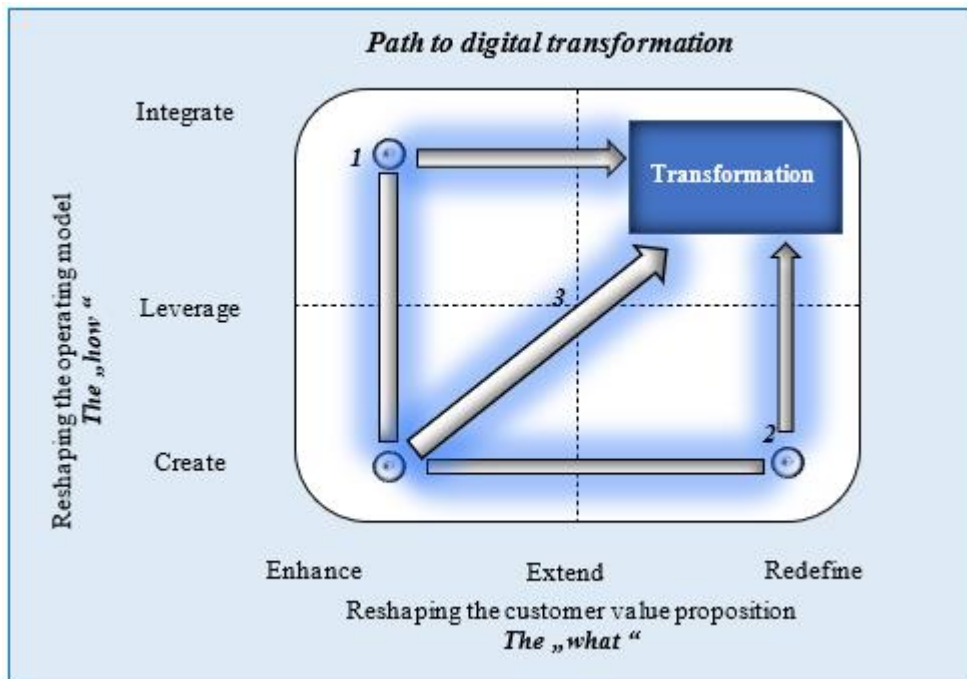 Path to digital transformation
Integrate
1
Transformation
Reshaping the operating model
The „how “
Leverage
3
Create
2
Enhance
Extend
Redefine
Reshaping the customer value proposition
The „what “